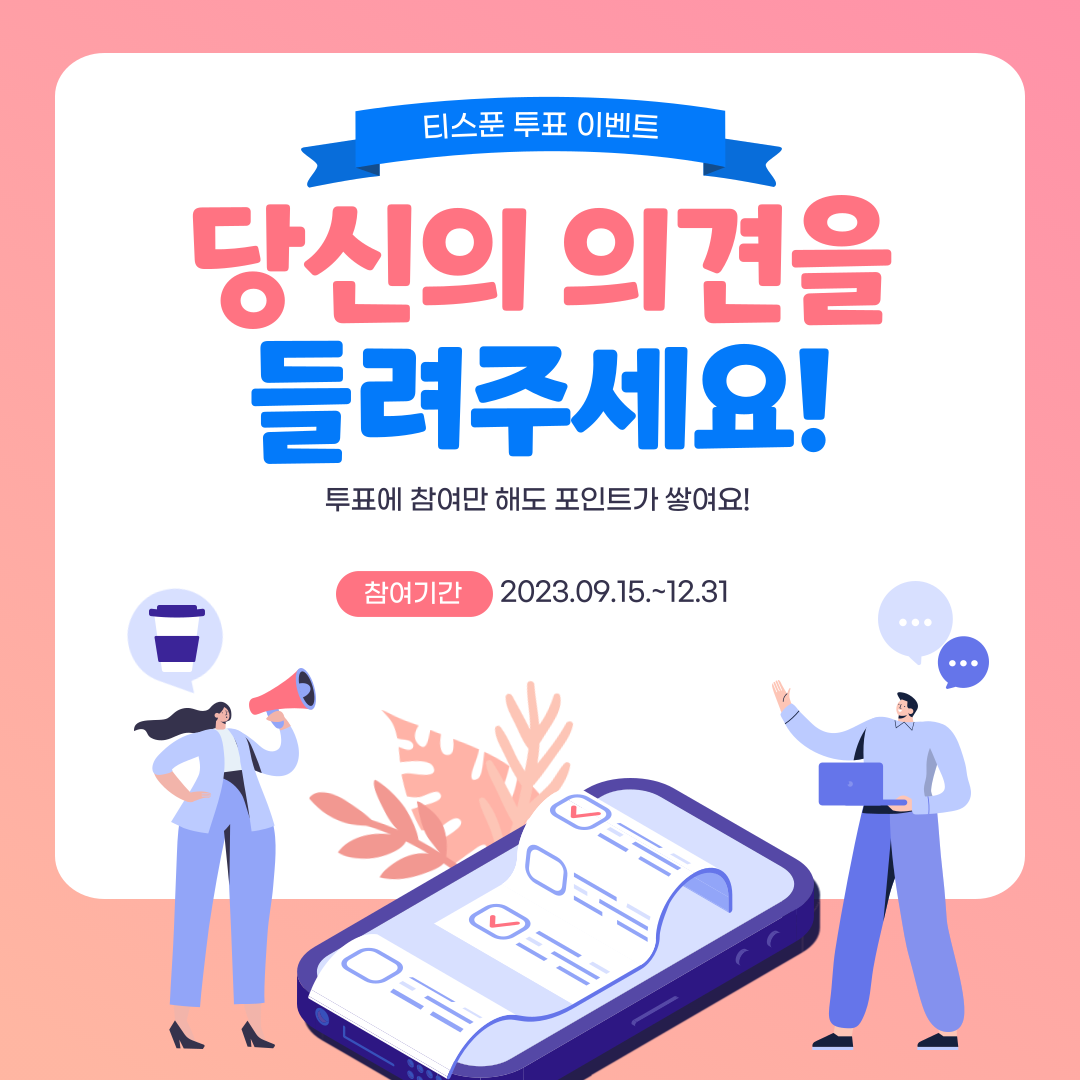 티스푼 투표 이벤트
당신의 의견을
들려주세요!
투표에 참여만 해도 포인트가 쌓여요!
참여기간 2023.09.15.~12.31